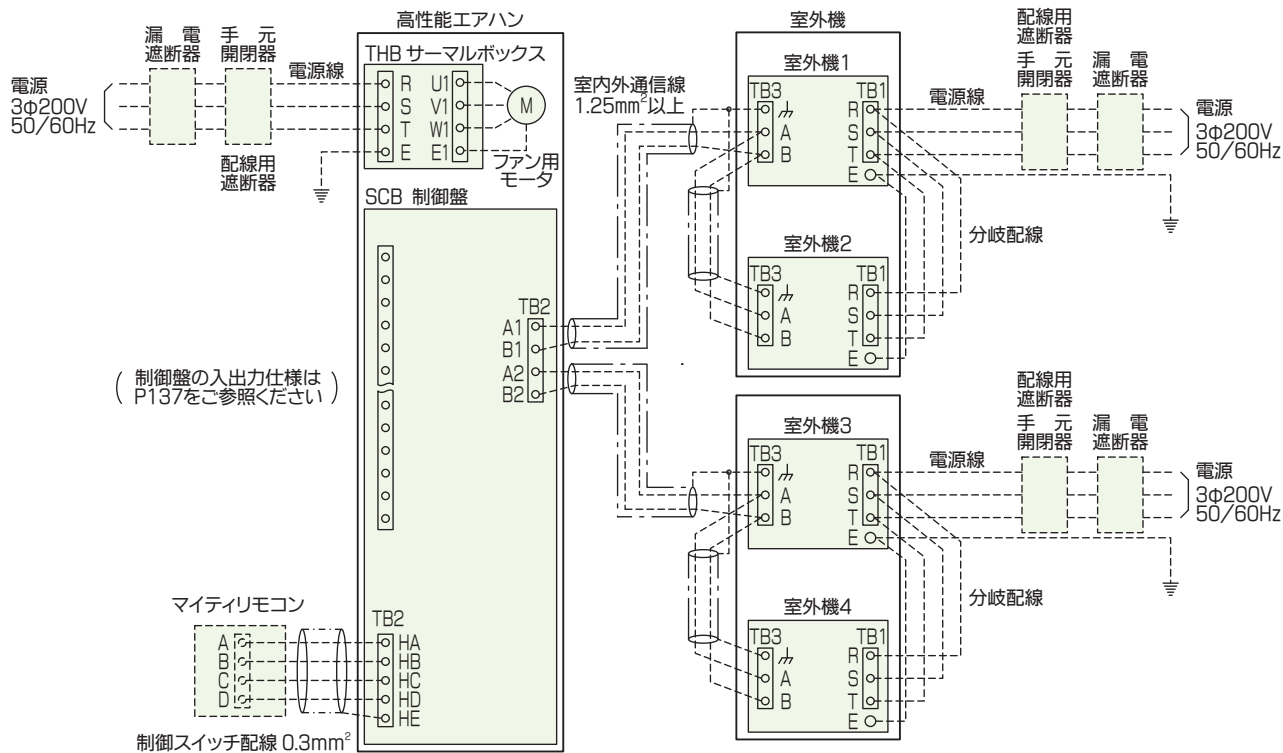 高性能エアハン
漏 電
遮断器
手 元
開閉器
電源
3φ200V
50/60Hz
電源線
配線用
遮断器
THB サーマルボックス
R U1
S V1
T W1
E E1
M
ファン用
モータ
SCB 制御盤
TB2
A1
B1
A2
B2
制御盤の入出力仕様は
P137をご参照ください
マイティリモコン
A
B
C
D
TB2
HA
HB
HC
HD
HE
制御スイッチ配線 0.3mm²
室内外通信線
1.25mm²以上
室外機
室外機1
TB3 TB1
R
A S
B T
E
電源線
配線用
遮断器
手 元
開閉器
漏 電
遮断器
電源
3φ200V
50/60Hz
分岐配線
室外機2
TB3 TB1
R
A S
B T
E
室外機3
TB3 TB1
R
A S
B T
E
電源線
配線用
遮断器
手 元
開閉器
漏 電
遮断器
電源
3φ200V
50/60Hz
分岐配線
室外機4
TB3 TB1
R
A S
B T
E